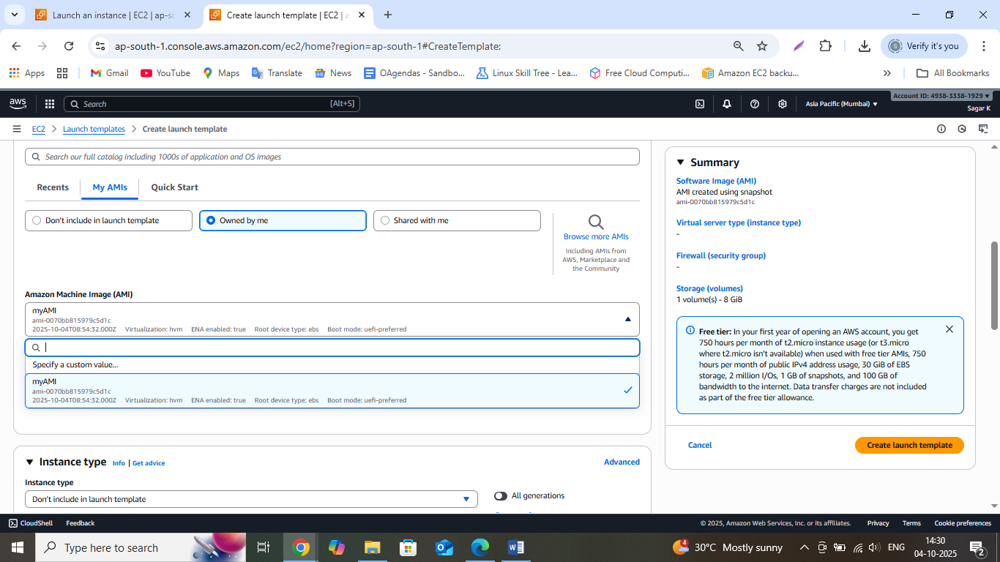 Launch an instance | EC2 | ap-so
Create launch template | EC2 | a
ap-south-1.console.aws.amazon.com/ec2/home?region=ap-south-1#CreateTemplate:
S
Verify it's you
Apps
Gmail
YouTube
Maps
Translate
News
OAgendas - Sandbo...
Linux Skill Tree - Lea...
Free Cloud Computi...
Amazon EC2 backu...
All Bookmarks
aws
Search
[Alt+S]
Asia Pacific (Mumbai)
Account ID: 4938-3338-1929
Sagar K
EC2
Launch templates
Create launch template
Search our full catalog including 1000s of application and OS images
Recents
My AMIs
Quick Start
Don't include in launch template
Owned by me
Shared with me
Browse more AMIs
Including AMIs from
AWS, Marketplace and
the Community
Amazon Machine Image (AMI)
myAMI
ami-0070bb815979c5d1c
2025-10-04T08:54:32.000Z Virtualization: hvm ENA enabled: true Root device type: ebs Boot mode: uefi-preferred
Specify a custom value...
myAMI
ami-0070bb815979c5d1c
2025-10-04T08:54:32.000Z Virtualization: hvm ENA enabled: true Root device type: ebs Boot mode: uefi-preferred
Instance type
Info | Get advice
Advanced
Instance type
Don't include in launch template
All generations
Summary
Software Image (AMI)
AMI created using snapshot
ami-0070bb815979c5d1c
Virtual server type (instance type)
-
Firewall (security group)
-
Storage (volumes)
1 volume(s) - 8 GiB
Free tier: In your first year of opening an AWS account, you get
750 hours per month of t2.micro instance usage (or t3.micro
where t2.micro isn't available) when used with free tier AMIs, 750
hours per month of public IPv4 address usage, 30 GiB of EBS
storage, 2 million I/Os, 1 GB of snapshots, and 100 GB of
bandwidth to the internet. Data transfer charges are not included
as part of the free tier allowance.
Cancel
Create launch template
CloudShell
Feedback
© 2025, Amazon Web Services, Inc. or its affiliates.
Privacy
Terms
Cookie preferences
Type here to search
30°C Mostly sunny
ENG
14:30
04-10-2025
2